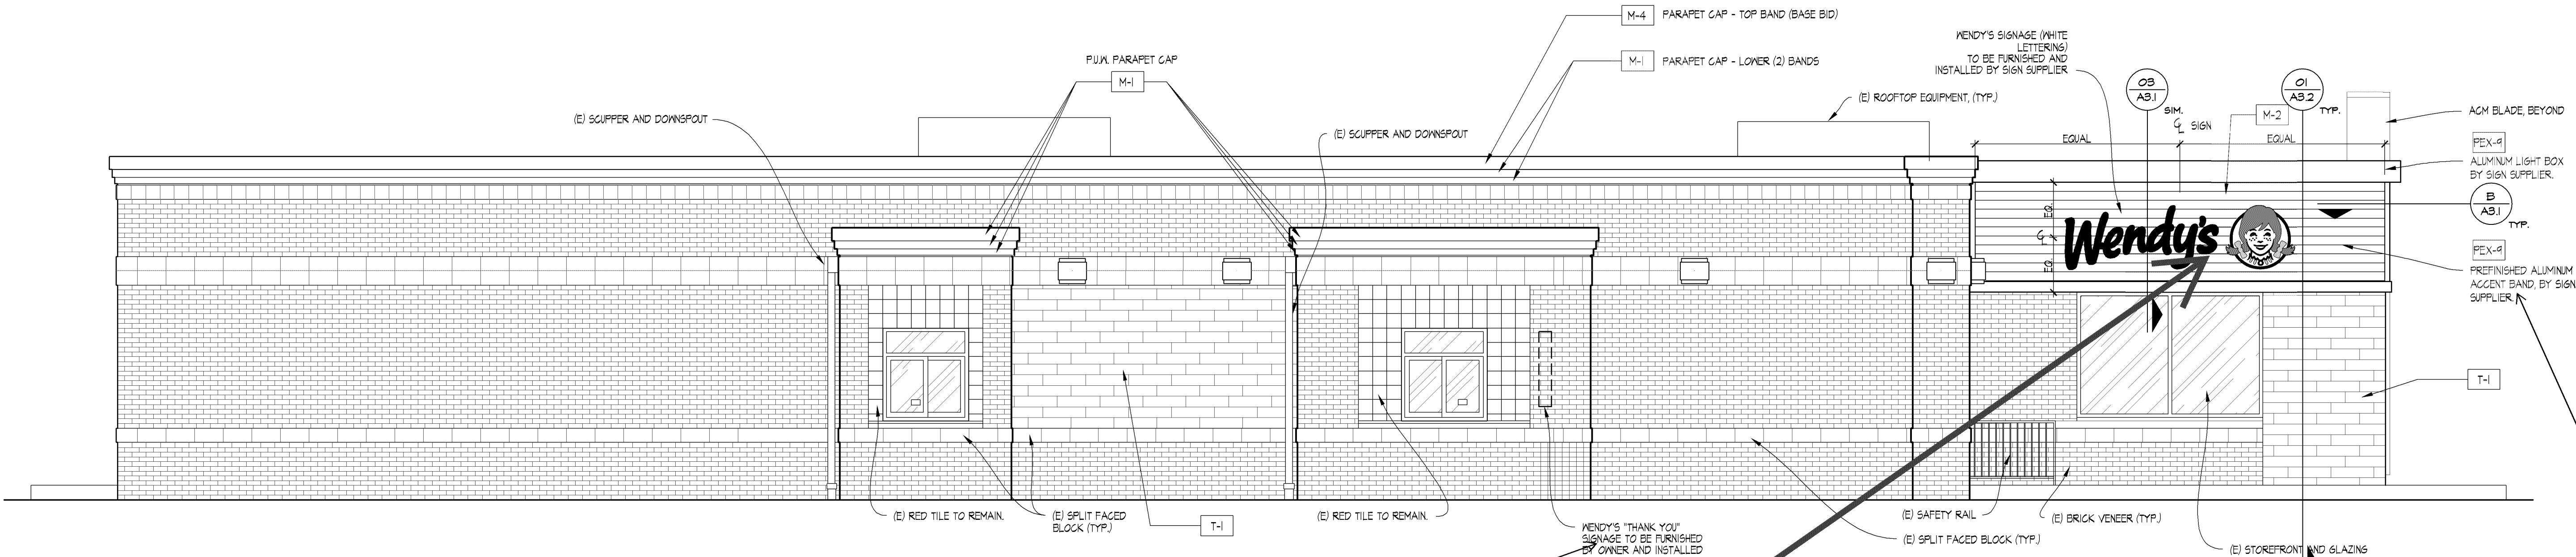 M-4 PARAPET CAP - TOP BAND (BASE BID)
WENDY'S SIGNAGE (WHITE
LETTERING)
TO BE FURNISHED AND
INSTALLED BY SIGN SUPPLIER
P.U.W. PARAPET CAP
M-1
M-1 PARAPET CAP - LOWER (2) BANDS
03
A3.1
SIM.
01
A3.2
TYP.
(E) ROOFTOP EQUIPMENT, (TYP.)
M-2
ACM BLADE, BEYOND
(E) SCUPPER AND DOWNSPOUT
(E) SCUPPER AND DOWNSPOUT
CL SIGN
EQUAL
EQUAL
PEX-9
ALUMINUM LIGHT BOX
BY SIGN SUPPLIER.
B
A3.1
TYP.
EQ
CL
EQ
Wendy's
PEX-9
PREFINISHED ALUMINUM
ACCENT BAND, BY SIGN
SUPPLIER
T-1
(E) RED TILE TO REMAIN.
(E) SPLIT FACED
BLOCK (TYP.)
T-1
(E) RED TILE TO REMAIN.
WENDY'S "THANK YOU"
SIGNAGE TO BE FURNISHED
BY OWNER AND INSTALLED
(E) SAFETY RAIL
(E) SPLIT FACED BLOCK (TYP.)
(E) BRICK VENEER (TYP.)
(E) STOREFRONT AND GLAZING